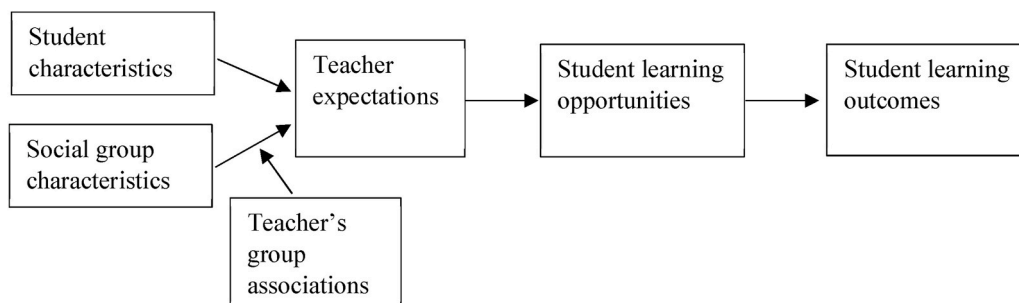 Student
characteristics
Teacher
expectations
Student learning
opportunities
Student learning
outcomes
Social group
characteristics
Teacher’s
group
associations